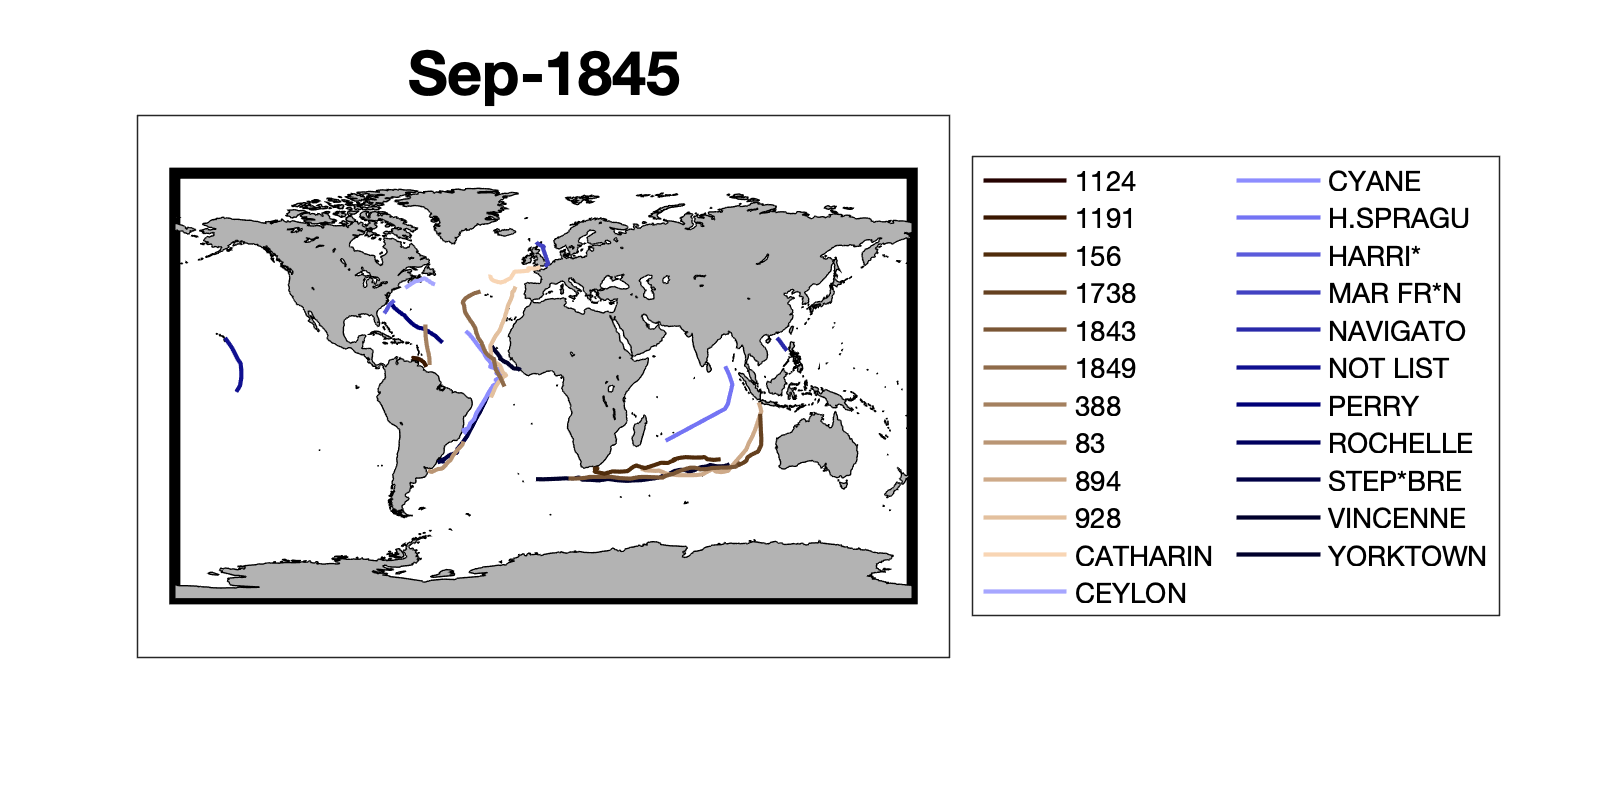 Sep-1845
1124
1191
156
1738
1843
1849
388
83
894
928
CATHARIN
CEYLON
CYANE
H.SPRAGU
HARRI*
MAR FR*N
NAVIGATO
NOT LIST
PERRY
ROCHELLE
STEP*BRE
VINCENNE
YORKTOWN